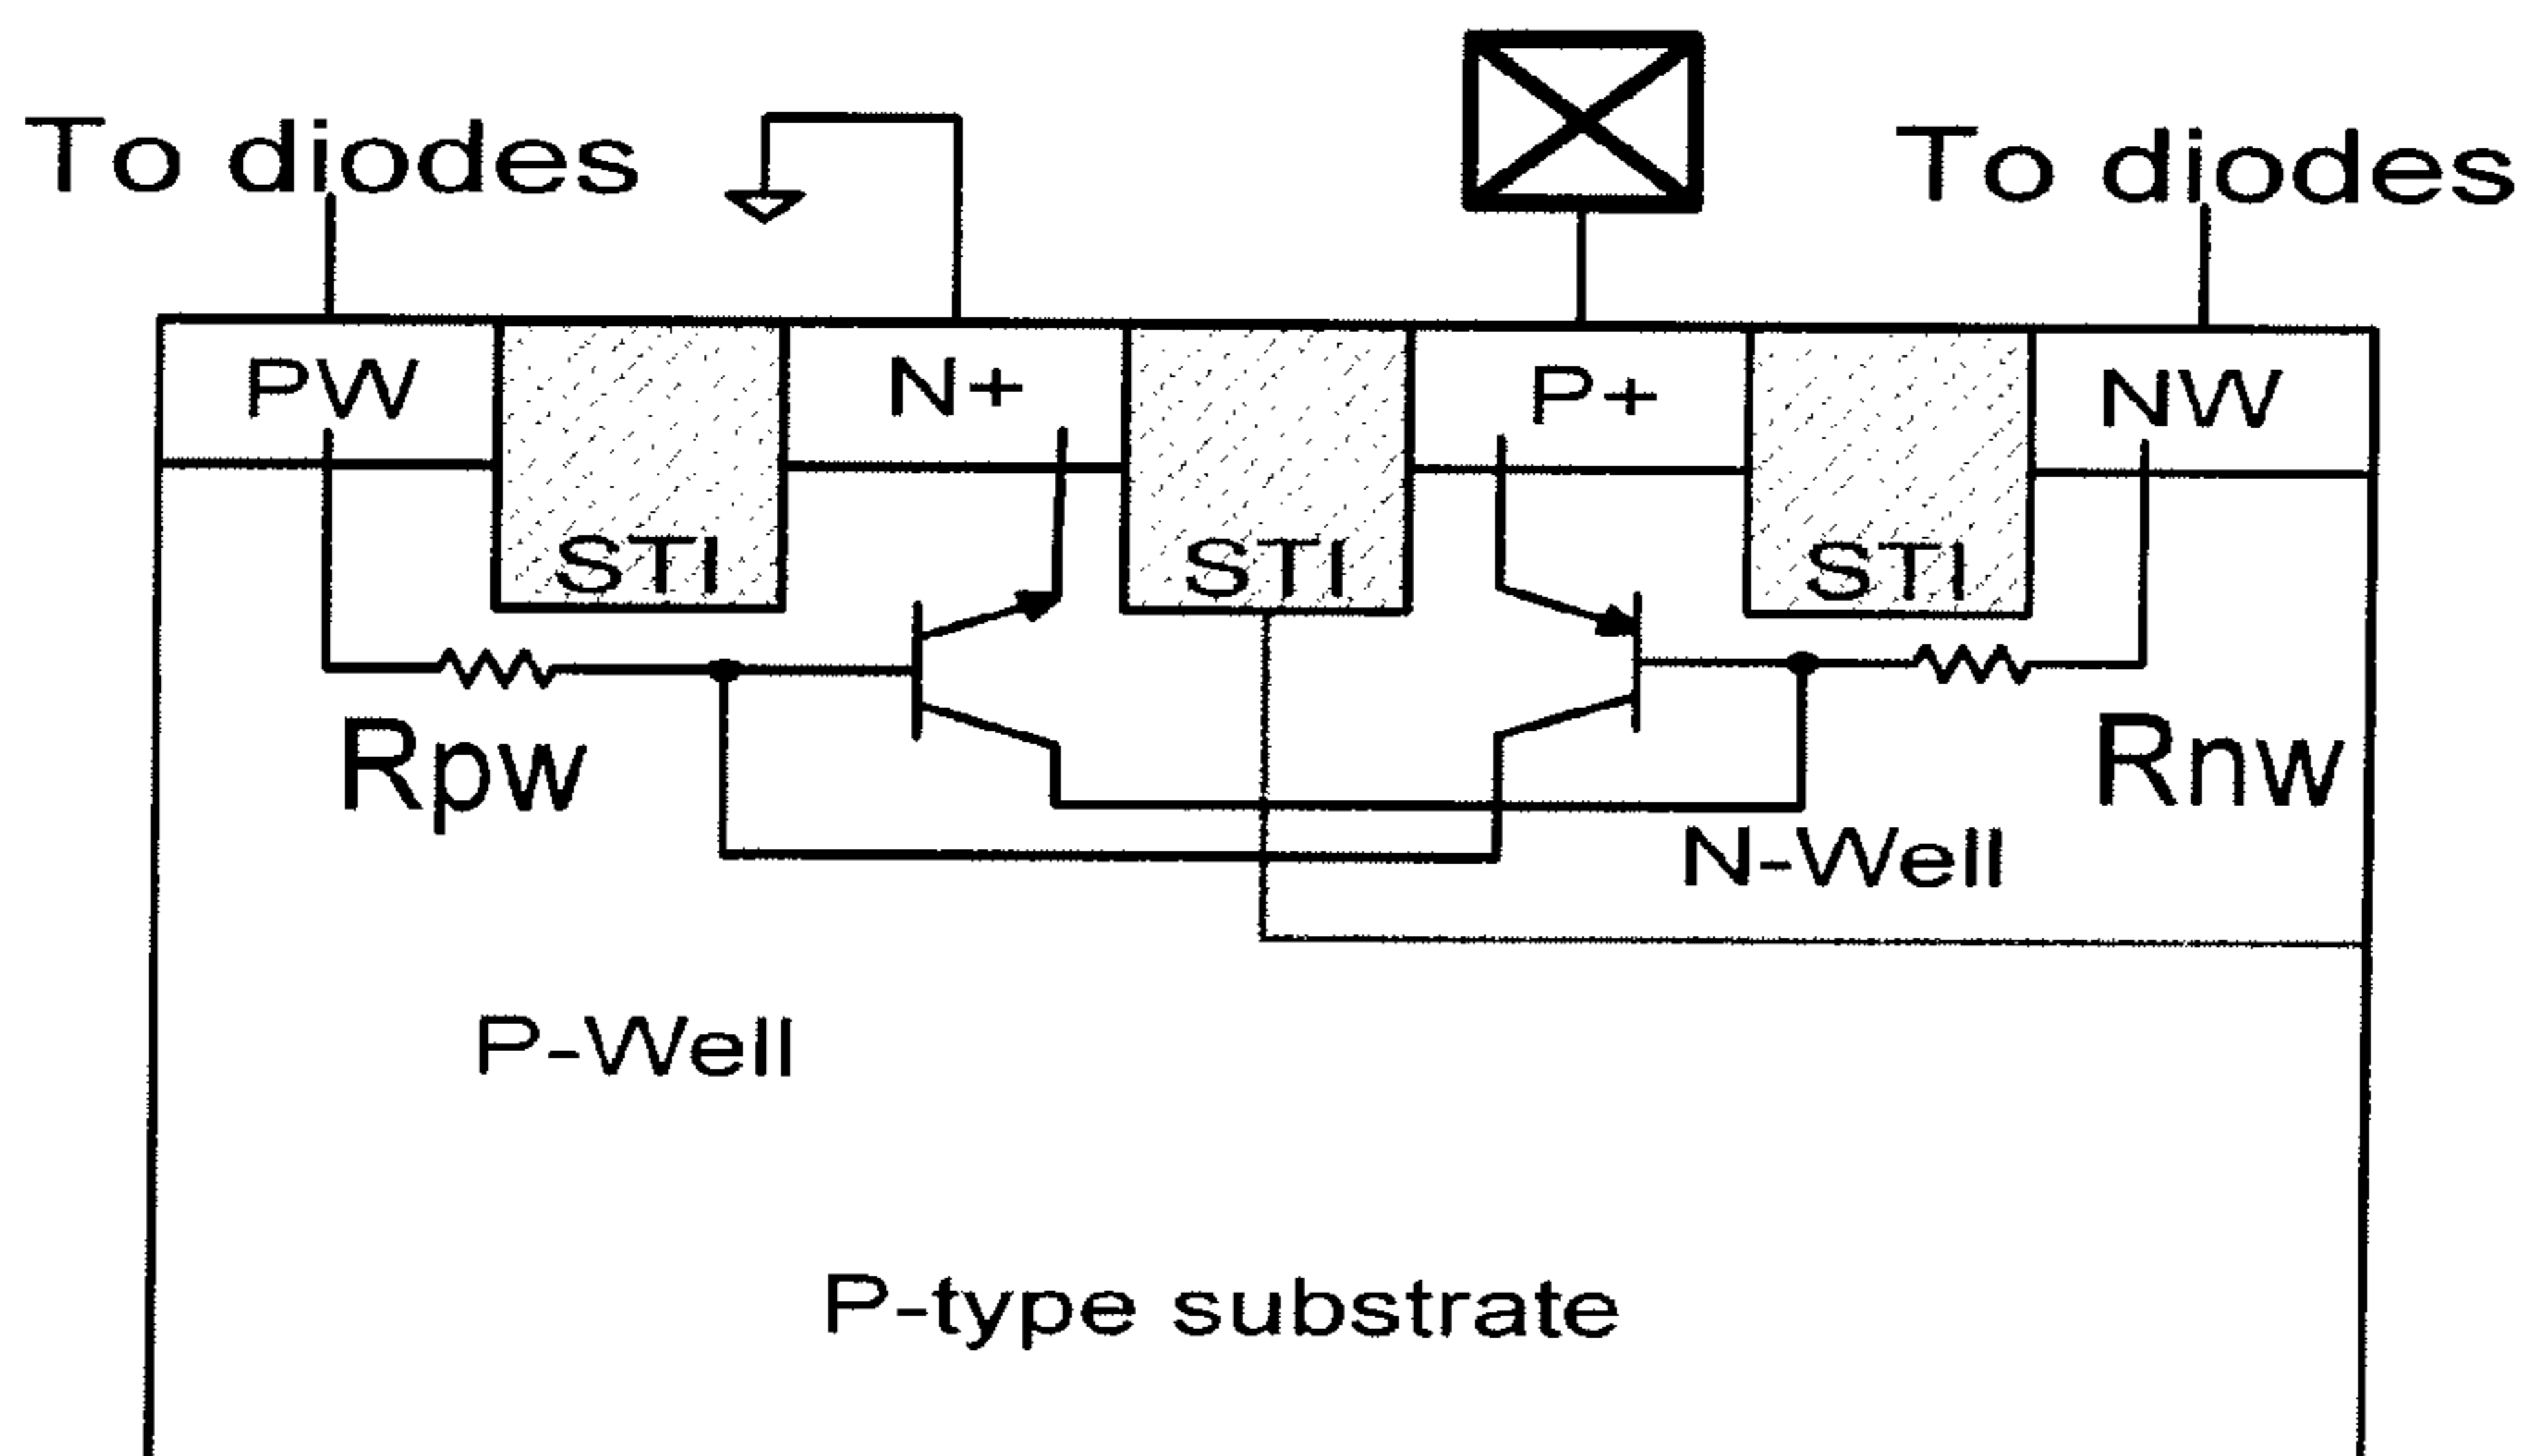 To diodes
To diodes
PW
N+
P+
NW
STI
STI
STI
Rpw
Rnw
N-Well
P-Well
P-type substrate